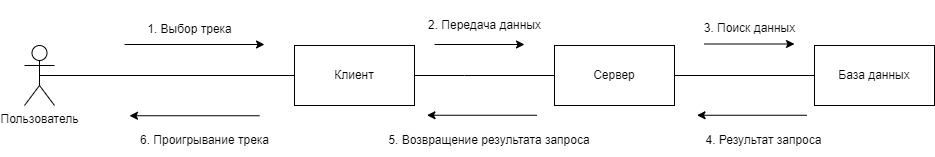 1. Выбор трека
2. Передача данных
3. Поиск данных
Клиент
Сервер
База данных
Пользователь
6. Проигрывание трека
5. Возвращение результата запроса
4. Результат запроса